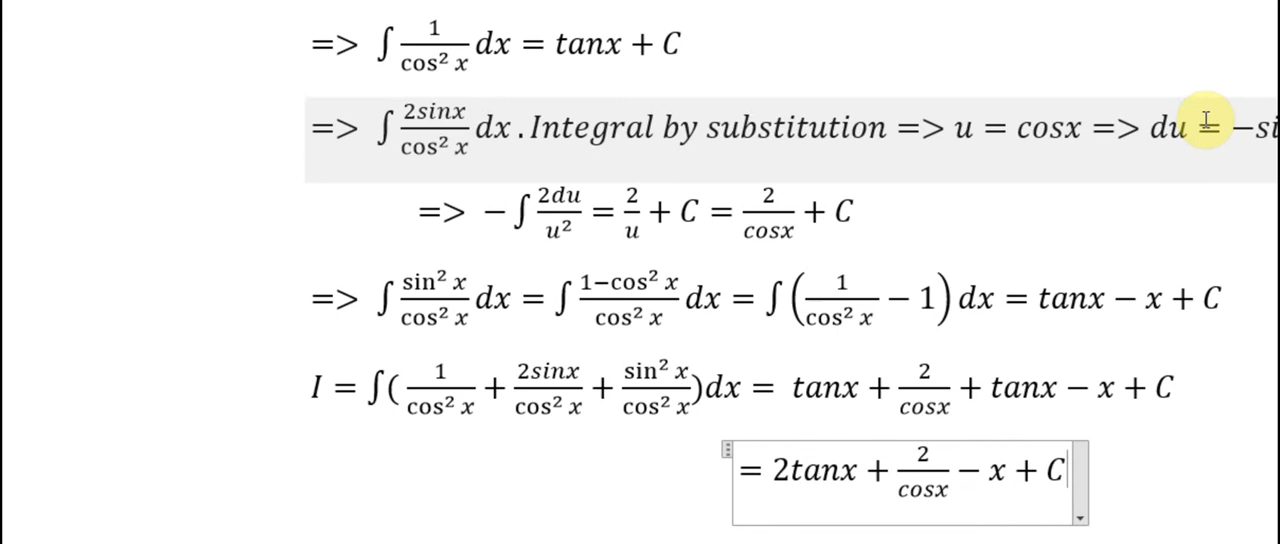 => ∫ 1/cos² x dx = tanx + C
=> ∫ 2sinx/cos² x dx . Integral by substitution => u = cosx => du = −si
=> − ∫ 2du/u² = 2/u + C = 2/cosx + C
=> ∫ sin² x/cos² x dx = ∫ 1−cos² x/cos² x dx = ∫ (1/cos² x − 1) dx = tanx − x + C
I = ∫( 1/cos² x + 2sinx/cos² x + sin² x/cos² x )dx = tanx + 2/cosx + tanx − x + C
= 2tanx + 2/cosx − x + C